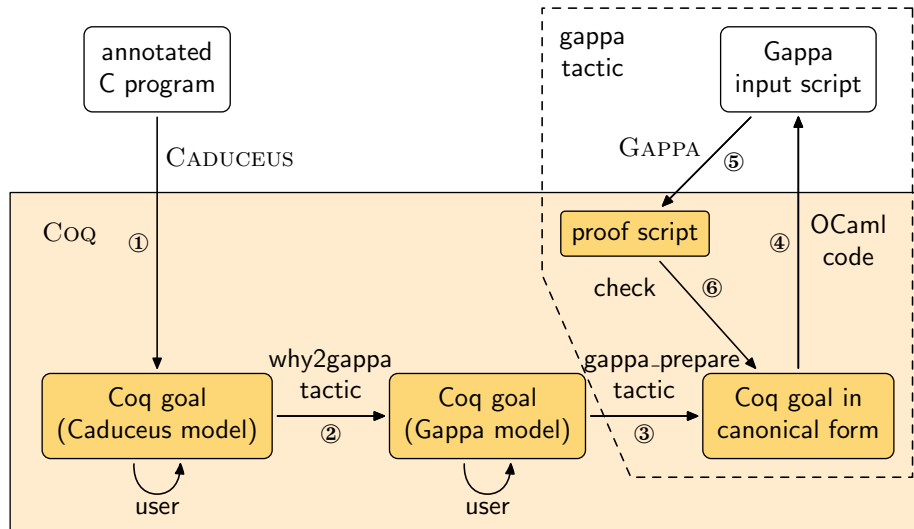 annotated
C program
gappa
tactic
Gappa
input script
CADUCEUS
GAPPA
⑤
COQ
①
proof script
④
OCaml
code
check
⑥
why2gappa
tactic
gappa_prepare
tactic
Coq goal
(Caduceus model)
②
Coq goal
(Gappa model)
③
Coq goal in
canonical form
user
user